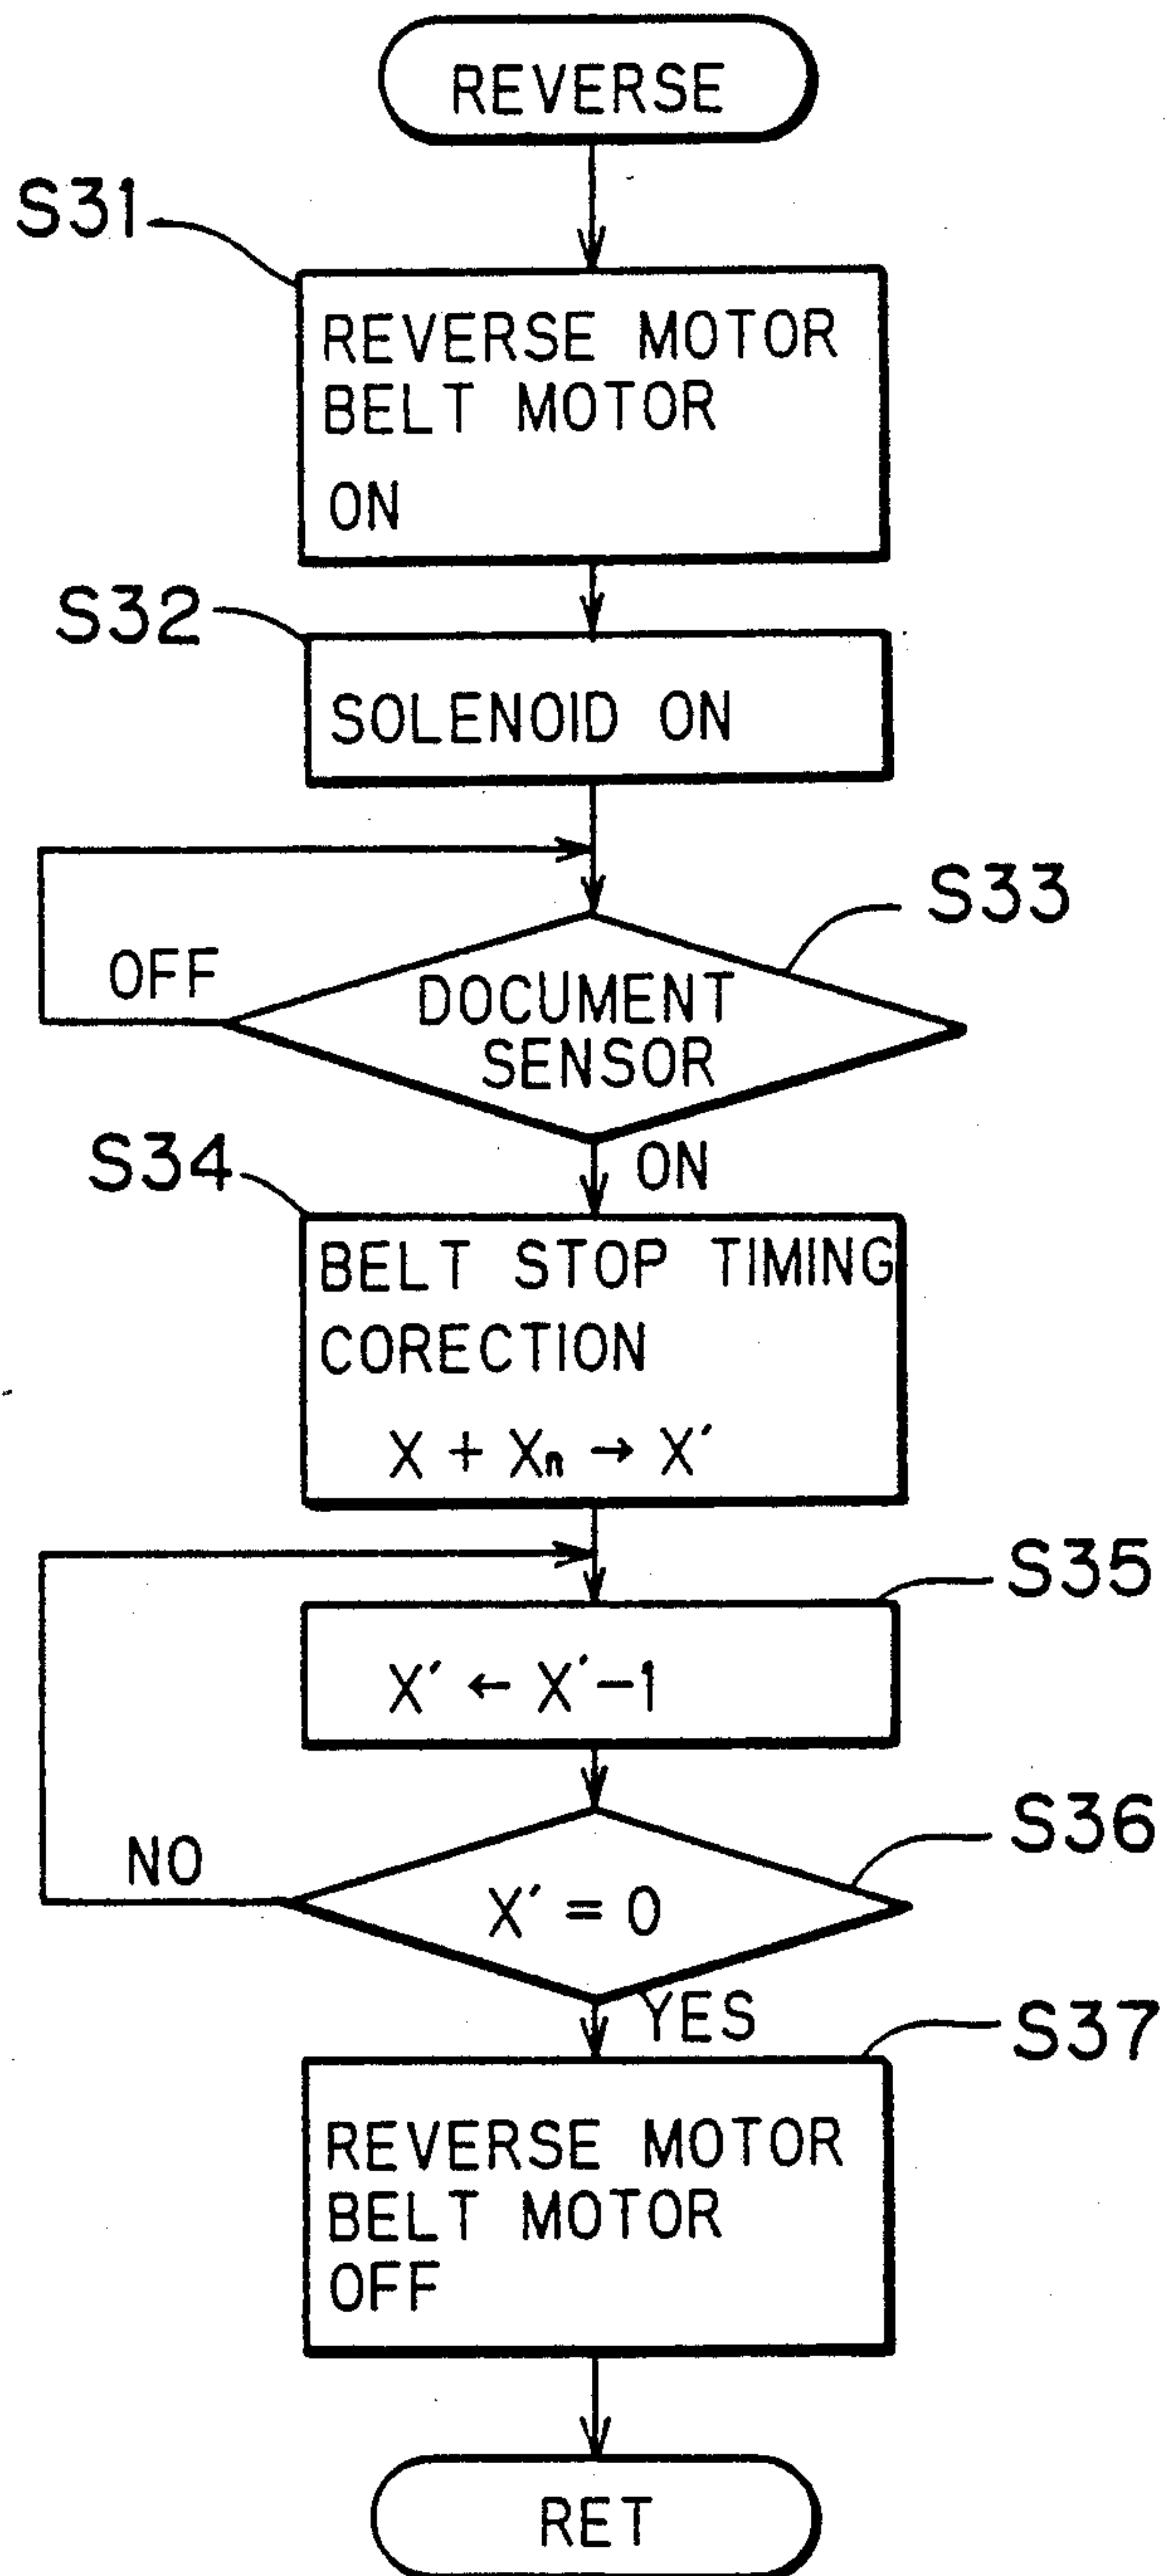 REVERSE
S31
REVERSE MOTOR
BELT MOTOR
ON
S32
SOLENOID ON
S33
OFF
DOCUMENT
SENSOR
ON
S34
BELT STOP TIMING
CORECTION
X + Xn → X′
S35
X′ ← X′−1
S36
NO
X′ = 0
YES
S37
REVERSE MOTOR
BELT MOTOR
OFF
RET